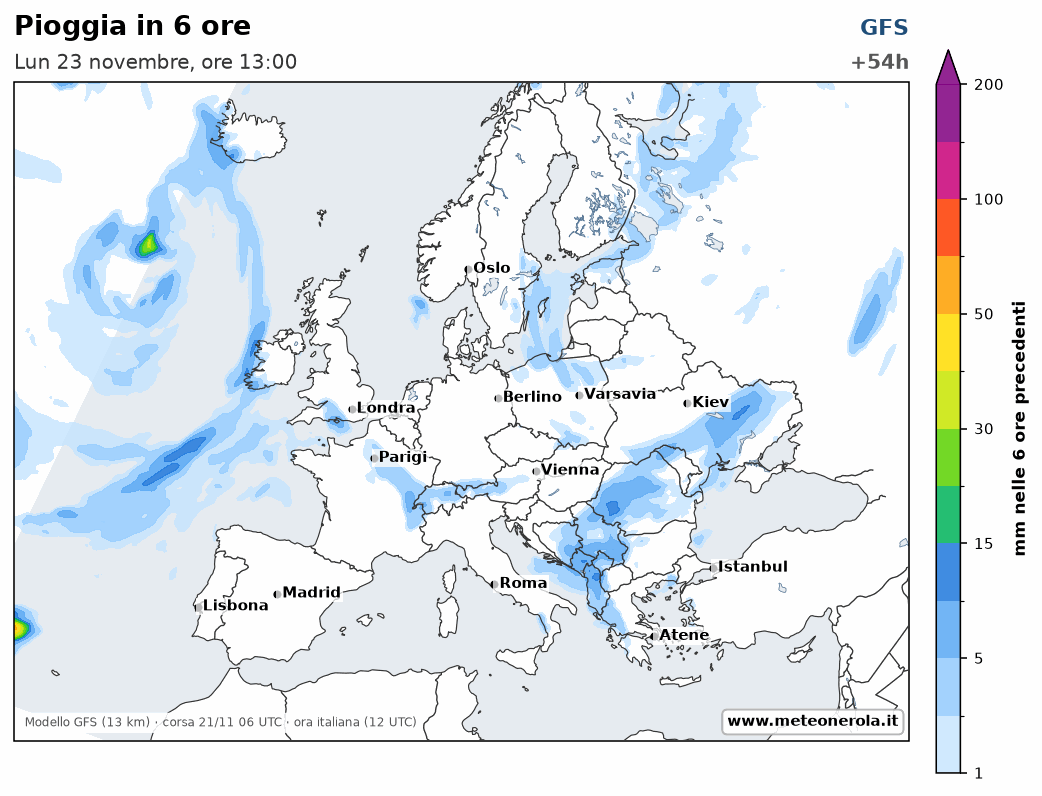 Pioggia in 6 ore
GFS
Lun 23 novembre, ore 13:00
+54h
200
100
50
30
15
5
1
mm nelle 6 ore precedenti
Oslo
Londra
Berlino
Varsavia
Kiev
Parigi
Vienna
Roma
Istanbul
Madrid
Lisbona
Atene
Modello GFS (13 km) · corsa 21/11 06 UTC · ora italiana (12 UTC)
www.meteonerola.it